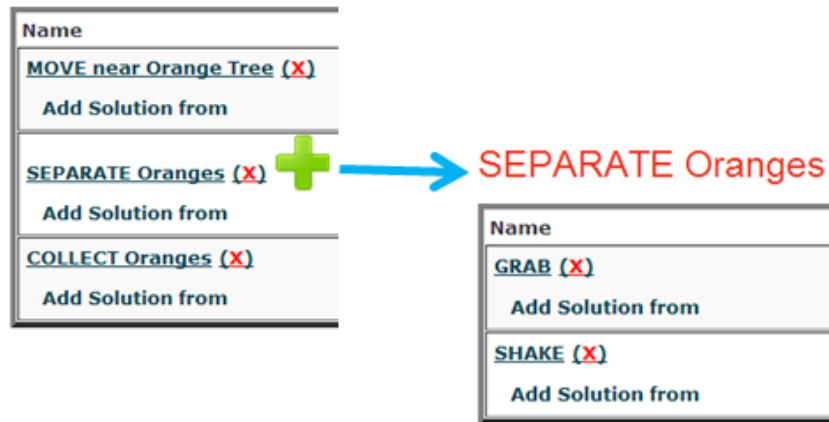 Name
MOVE near Orange Tree (X)
Add Solution from
SEPARATE Oranges (X)
Add Solution from
COLLECT Oranges (X)
Add Solution from
SEPARATE Oranges
Name
GRAB (X)
Add Solution from
SHAKE (X)
Add Solution from